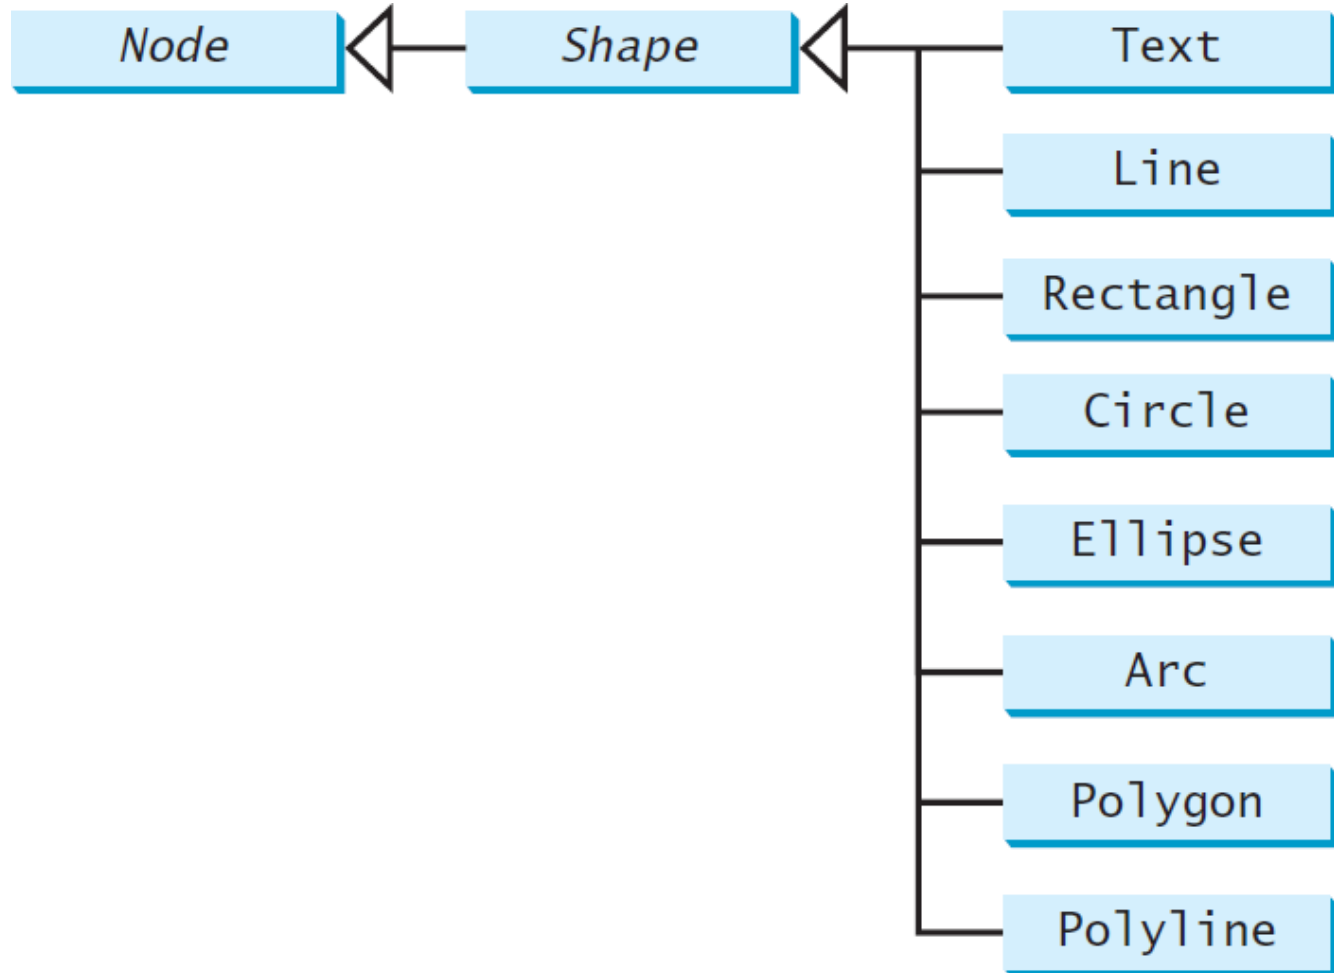 Node
Shape
Text
Line
Rectangle
Circle
Ellipse
Arc
Polygon
Polyline